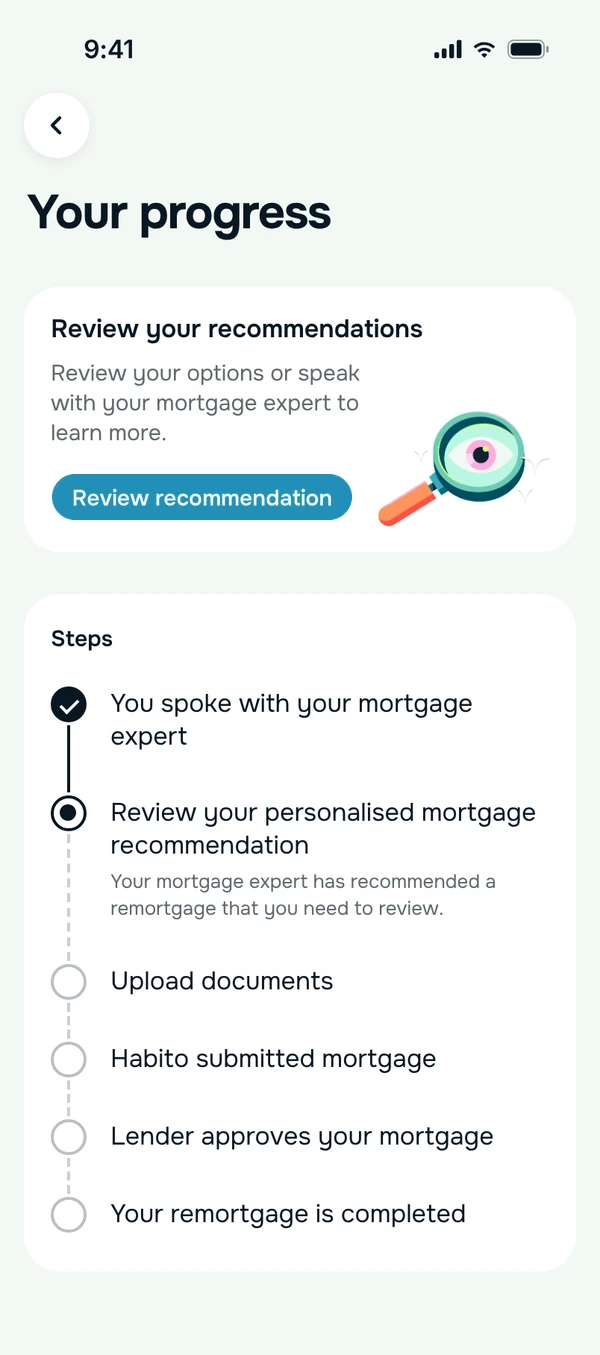 9:41
Your progress
Review your recommendations
Review your options or speak
with your mortgage expert to
learn more.
Review recommendation
Steps
You spoke with your mortgage
expert
Review your personalised mortgage
recommendation
Your mortgage expert has recommended a
remortgage that you need to review.
Upload documents
Habito submitted mortgage
Lender approves your mortgage
Your remortgage is completed